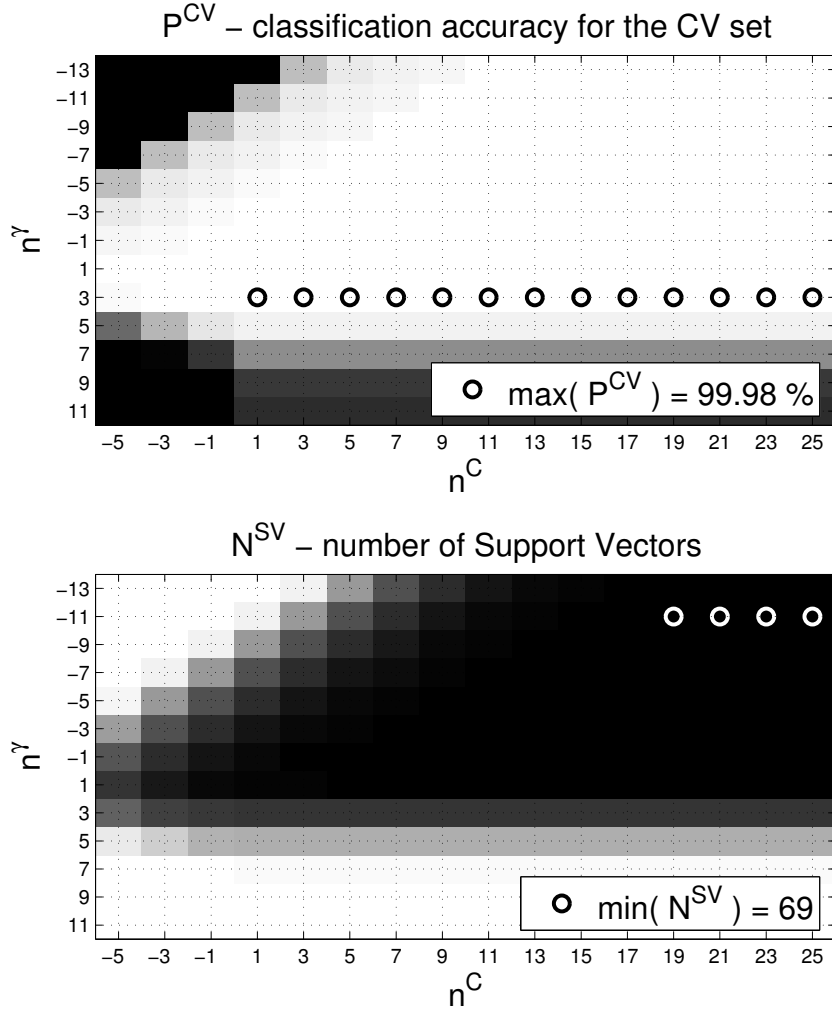 P^CV – classification accuracy for the CV set
−13
−11
−9
−7
−5
−3
−1
1
3
5
7
9
11
n^γ
max( P^CV ) = 99.98 %
−5 −3 −1 1 3 5 7 9 11 13 15 17 19 21 23 25
n^C
N^SV – number of Support Vectors
−13
−11
−9
−7
−5
−3
−1
1
3
5
7
9
11
n^γ
min( N^SV ) = 69
−5 −3 −1 1 3 5 7 9 11 13 15 17 19 21 23 25
n^C